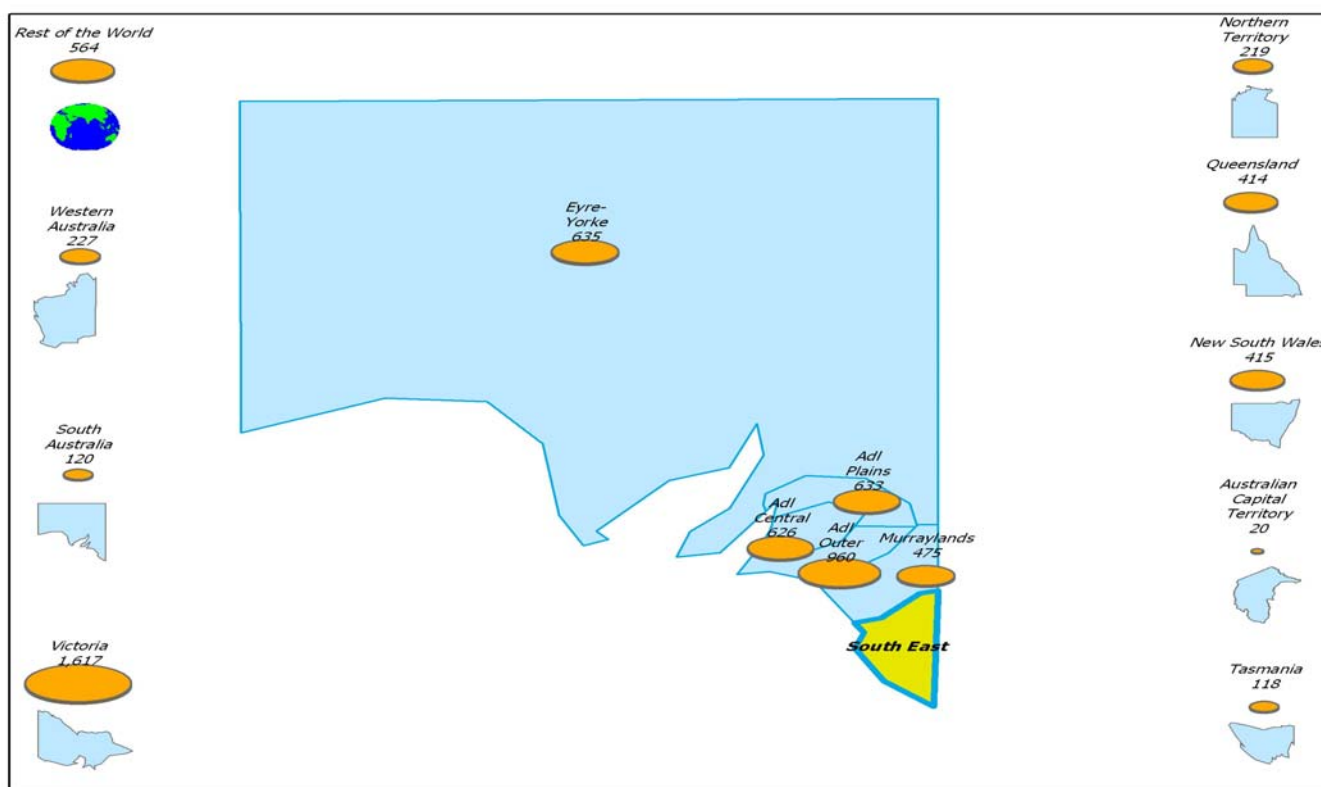 Rest of the World
564
Western
Australia
227
South
Australia
120
Victoria
1,617
Eyre-
Yorke
635
Adl
Plains
633
Adl
Central
626
Adl
Outer
960
Murraylands
475
South East
Northern
Territory
219
Queensland
414
New South Wales
415
Australian
Capital
Territory
20
Tasmania
118